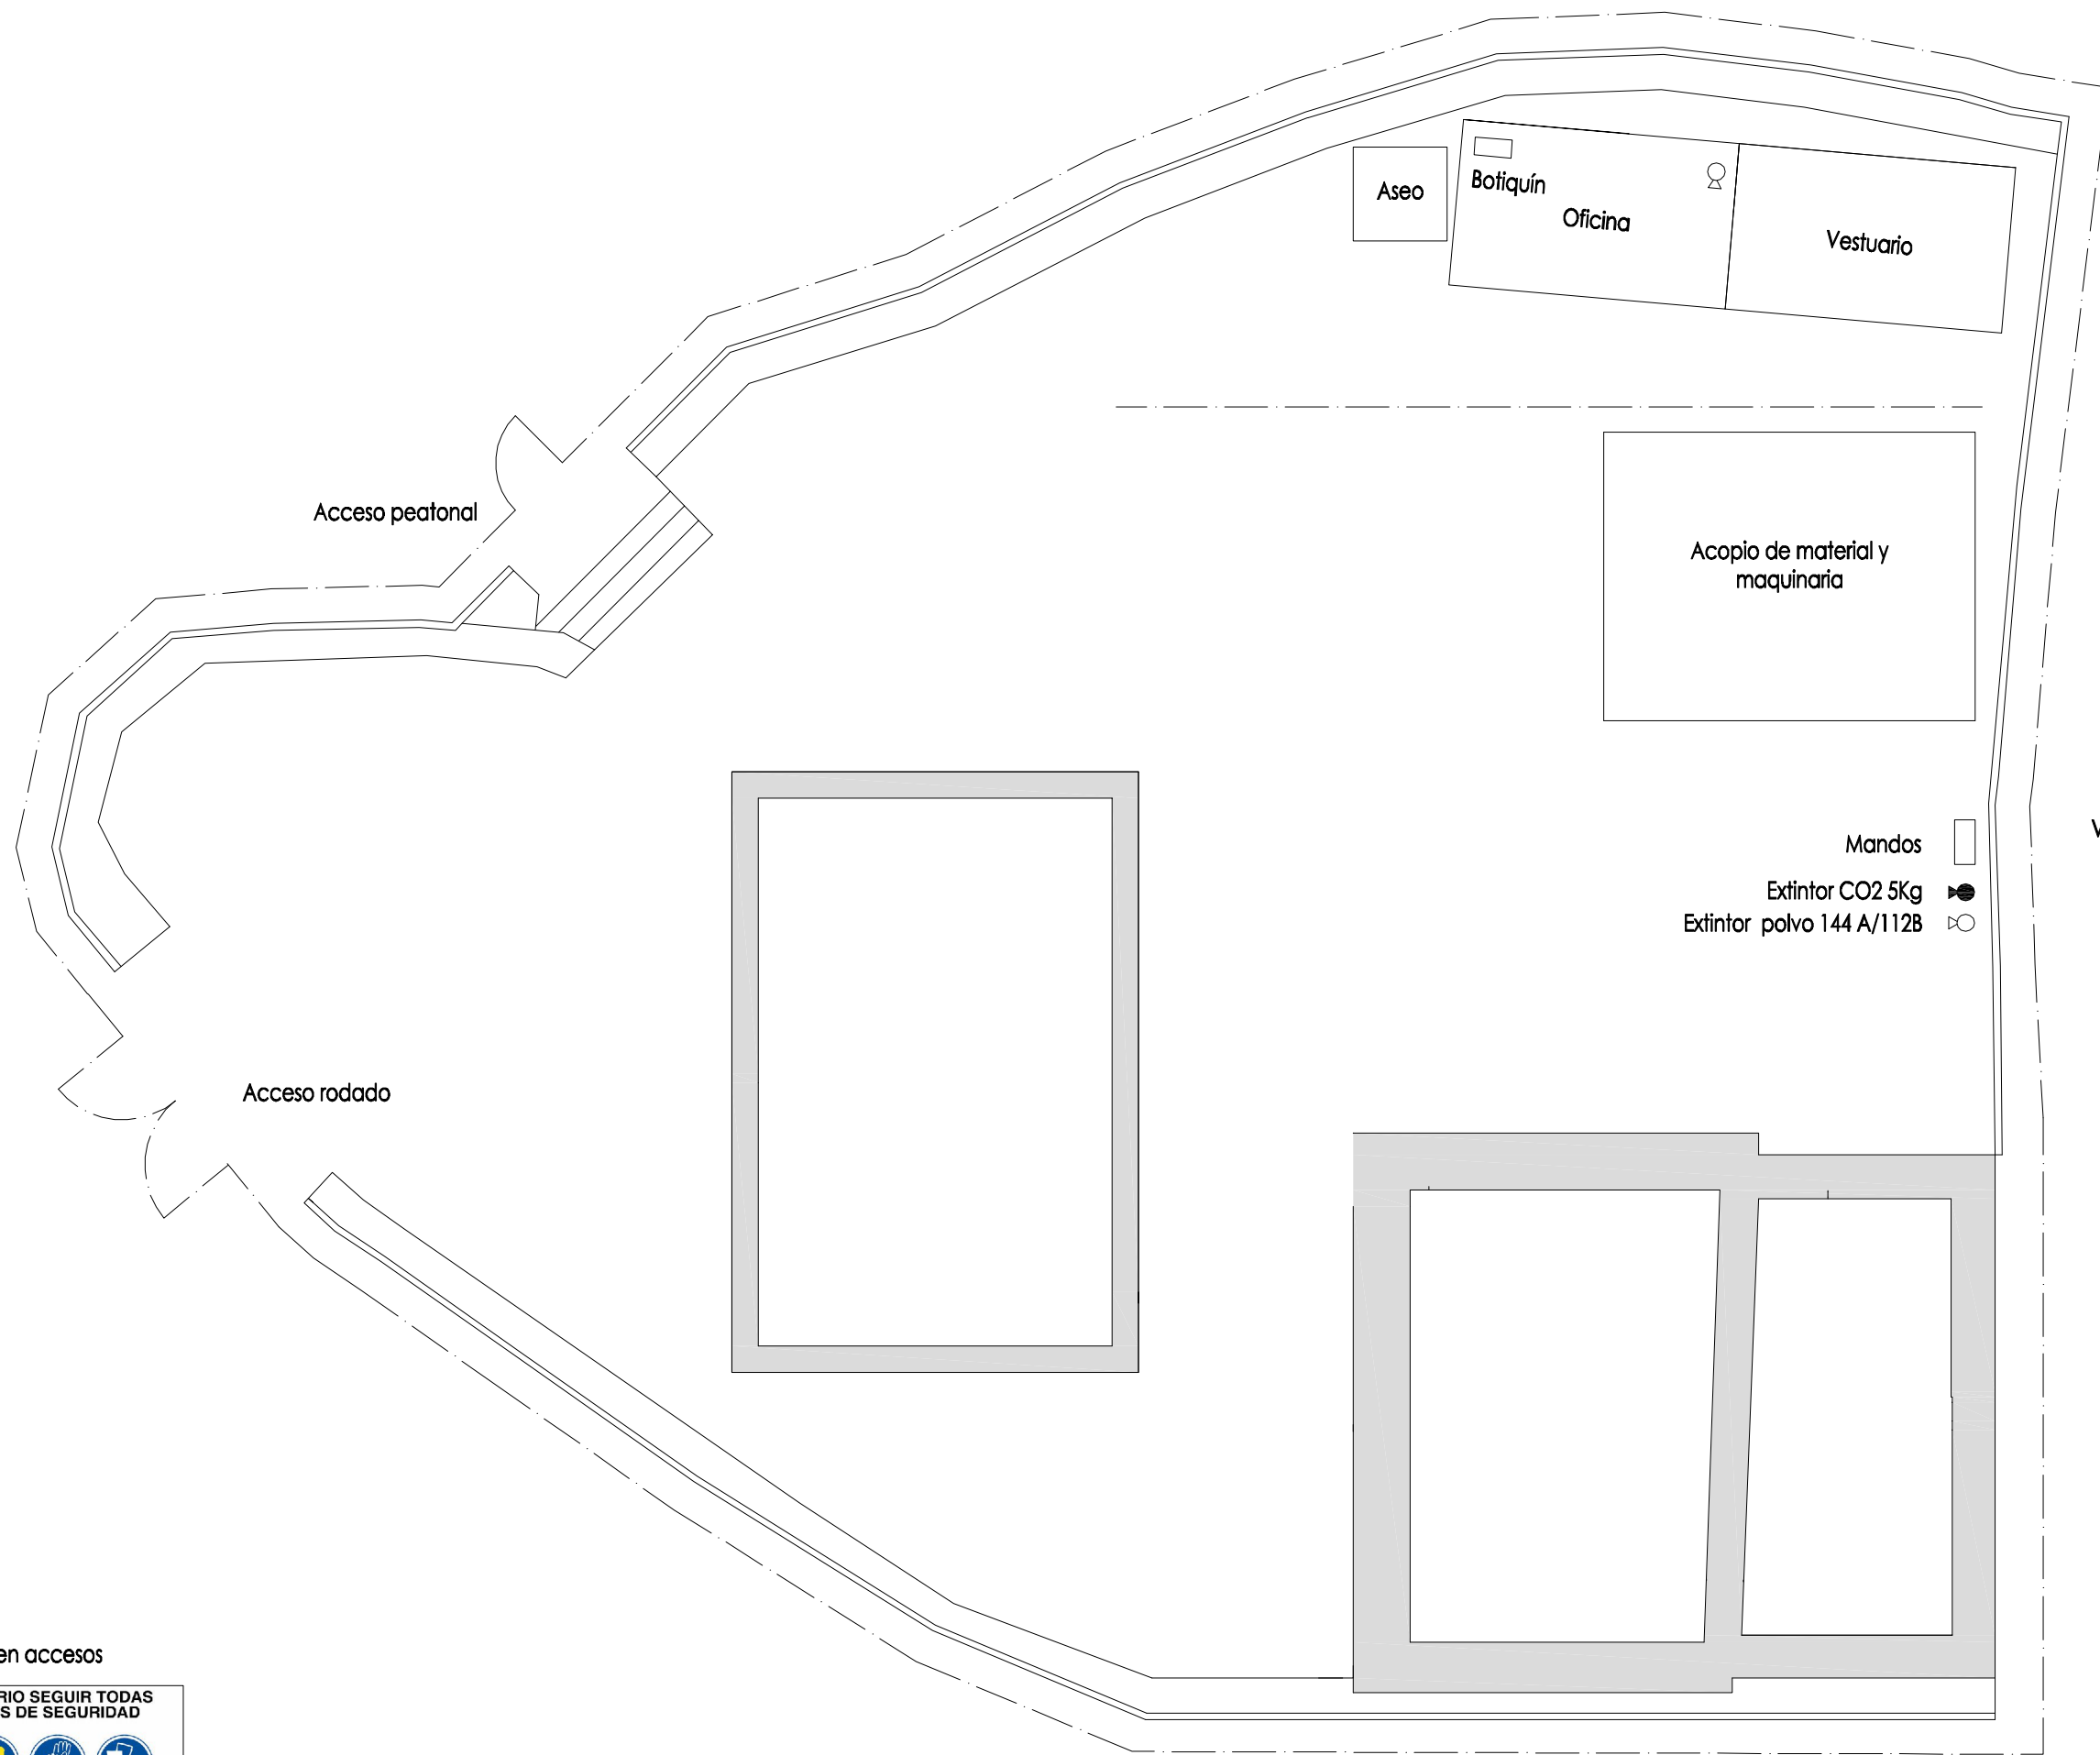 Aseo
Botiquín
Oficina
Vestuario
Acceso peatonal
Acopio de material y
maquinaria
Mandos
Extintor CO2 5Kg
Extintor polvo 144 A/112B
Acceso rodado
en accesos
SEGUIR TODAS
DE SEGURIDAD